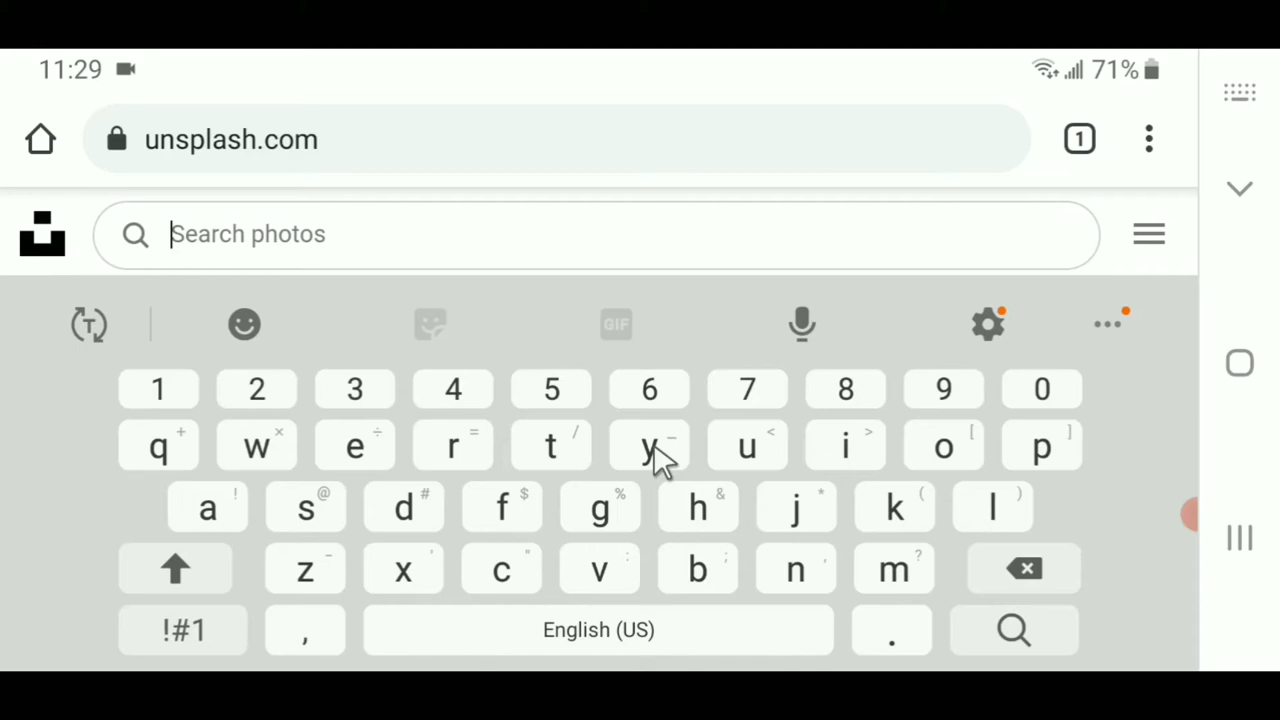 11:29 71%
unsplash.com 1
Search photos
T GIF
1 2 3 4 5 6 7 8 9 0
q + w × e ÷ r = t / y _ u < i > o [ p ]
a ! s @ d # f $ g % h & j * k ( l )
z - x ' c " v : b ; n , m ?
!#1 , English (US) .